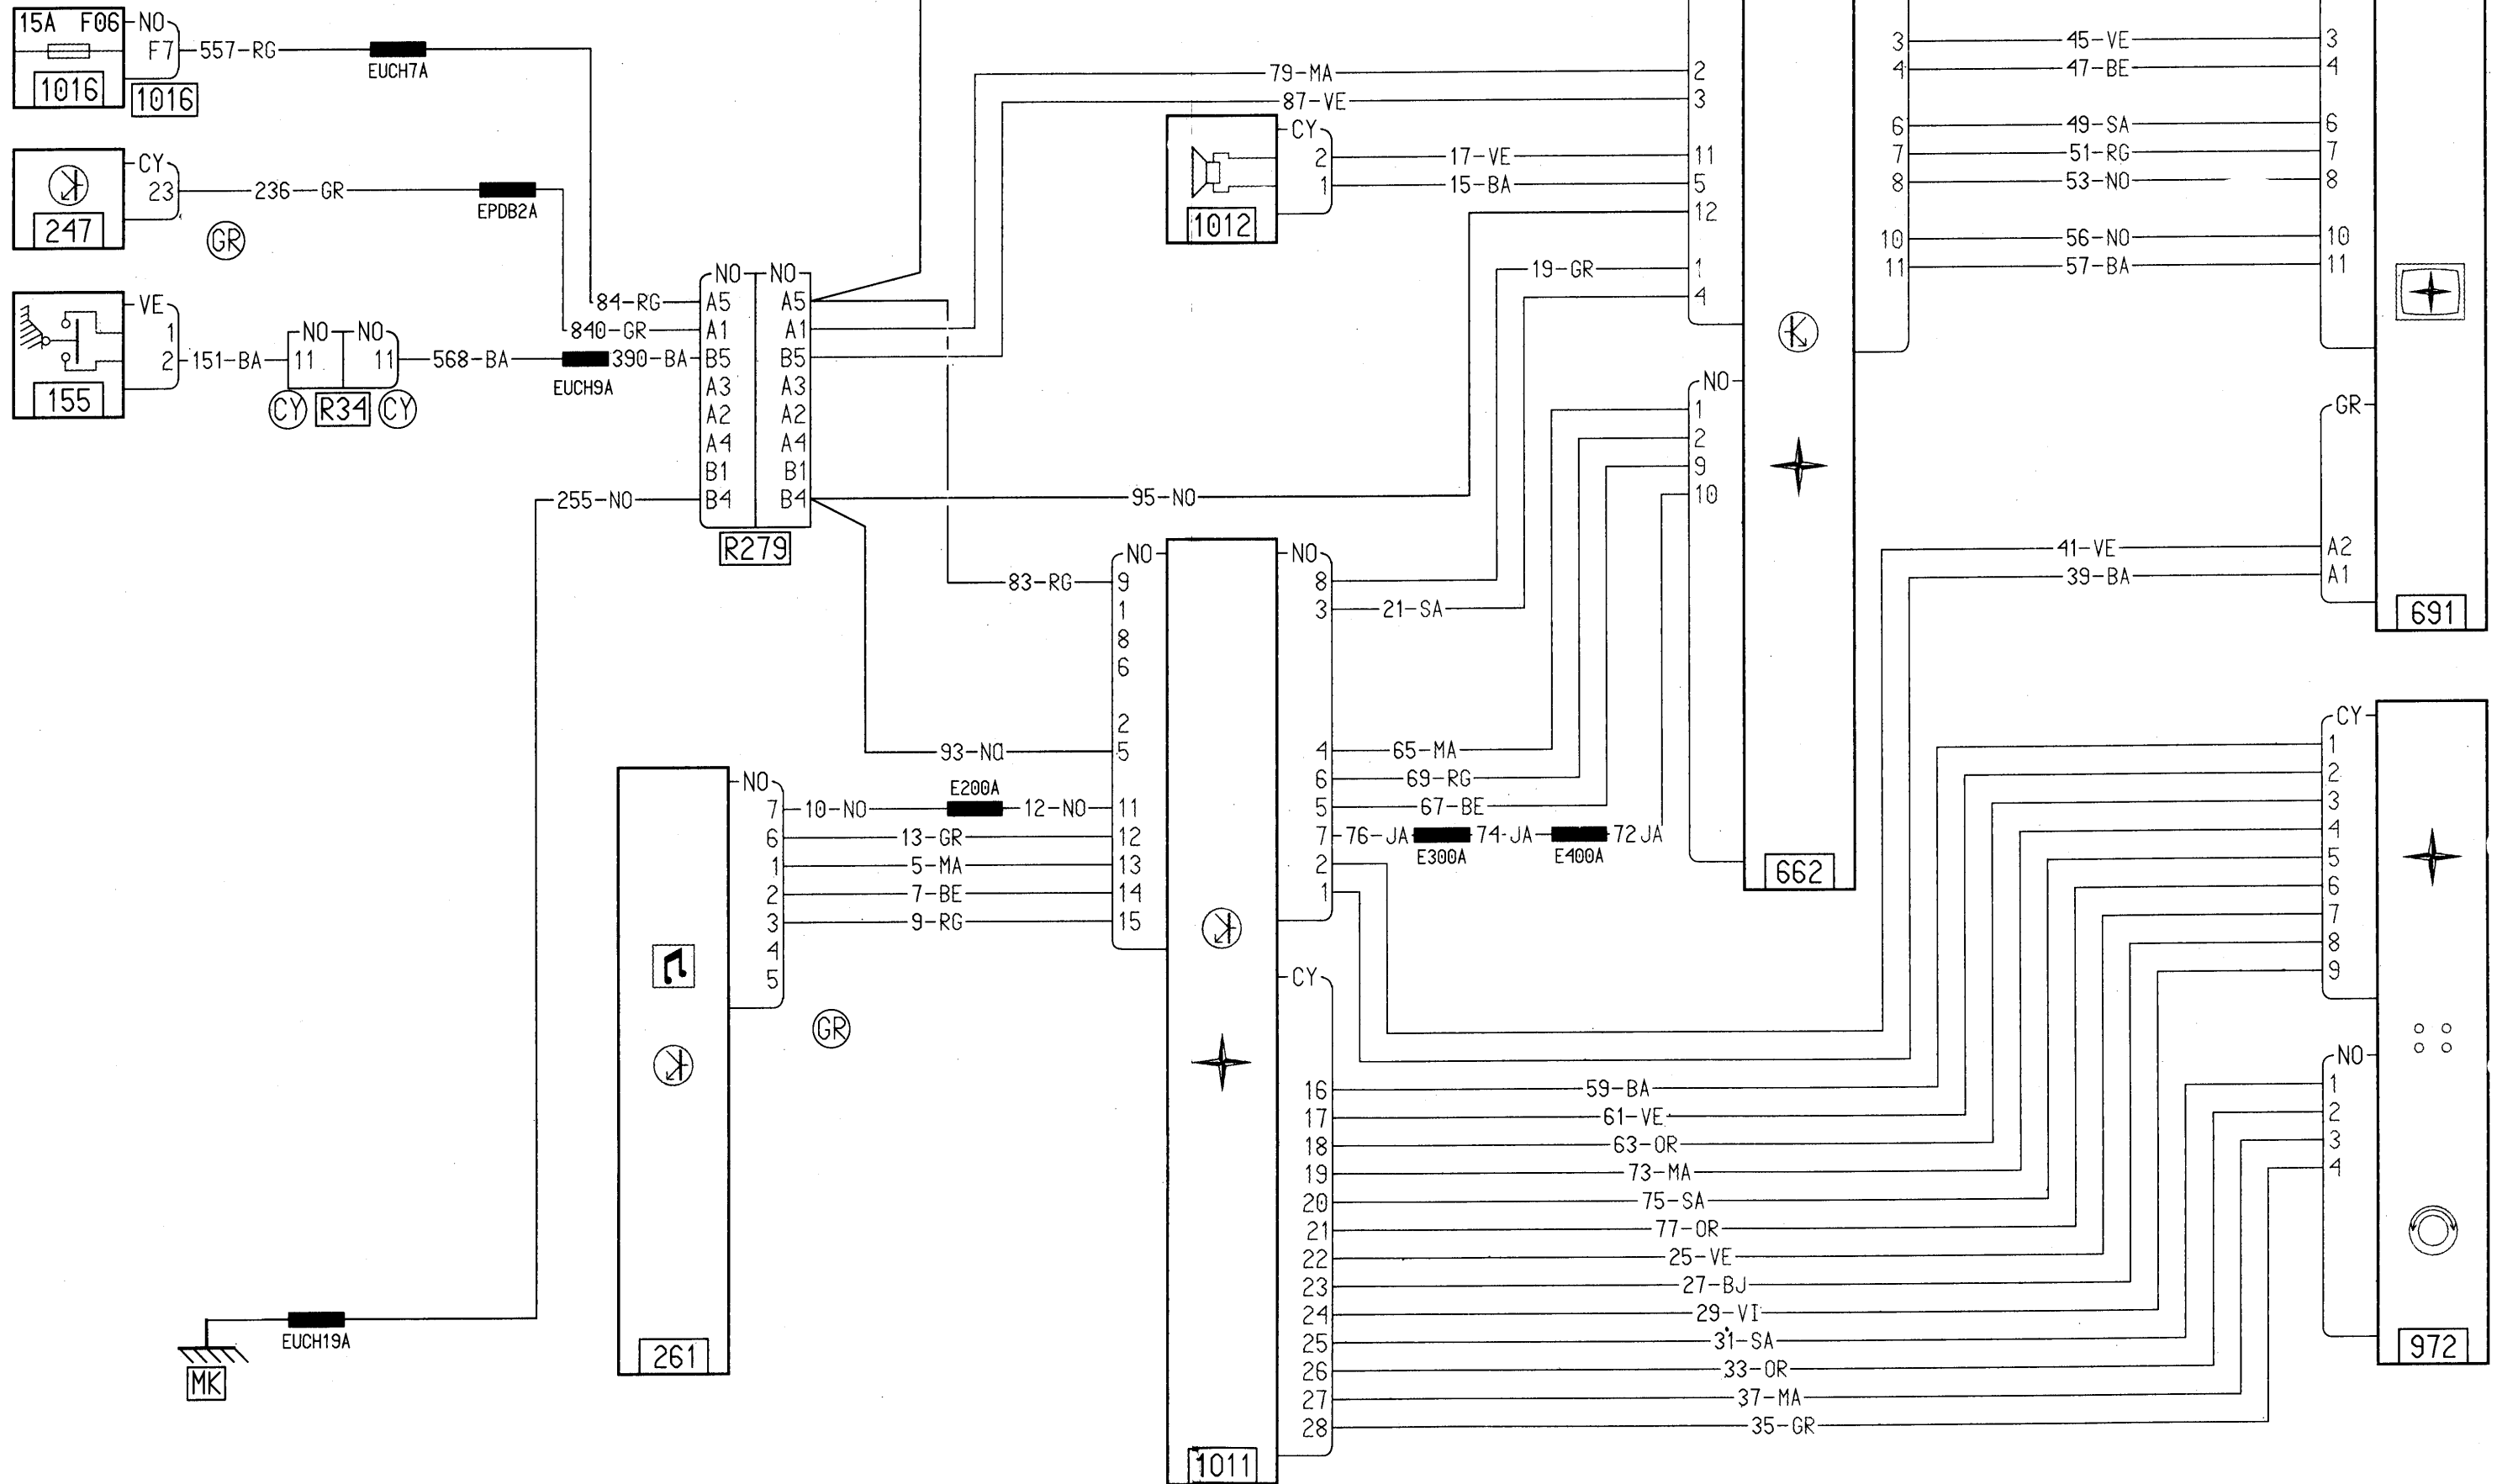 15A F06 NO
F7 557-RG EUCH7A
1016
1016
CY
23 236-GR EPDB2A
247
GR
VE
1
2 151-BA
155
NO NO
11 11
CY R34 CY
568-BA EUCH9A 390-BA
84-RG
840-GR
255-NO
NO NO
A5 A5
A1 A1
B5 B5
A3 A3
A2 A2
A4 A4
B1 B1
B4 B4
R279
EUCH19A
MK
79-MA 2
87-VE 3
CY
2 17-VE 11
1 15-BA 5
1012
12
19-GR 1
4
95-NO
NO
1
2
9
10
662
3 45-VE 3
4 47-BE 4
6 49-SA 6
7 51-RG 7
8 53-NO 8
10 56-NO 10
11 57-BA 11
GR
41-VE A2
39-BA A1
691
NO
83-RG 9
1
8
6
2
93-NO 5
NO
7 10-NO E200A 12-NO 11
6 13-GR 12
1 5-MA 13
2 7-BE 14
3 9-RG 15
4
5
GR
261
NO
8
3 21-SA
4 65-MA
6 69-RG
5 67-BE
7 76-JA E300A 74-JA E400A 72JA
2
1
CY
16 59-BA
17 61-VE
18 63-OR
19 73-MA
20 75-SA
21 77-OR
22 25-VE
23 27-BJ
24 29-VI
25 31-SA
26 33-OR
27 37-MA
28 35-GR
1011
CY
1
2
3
4
5
6
7
8
9
NO
1
2
3
4
972